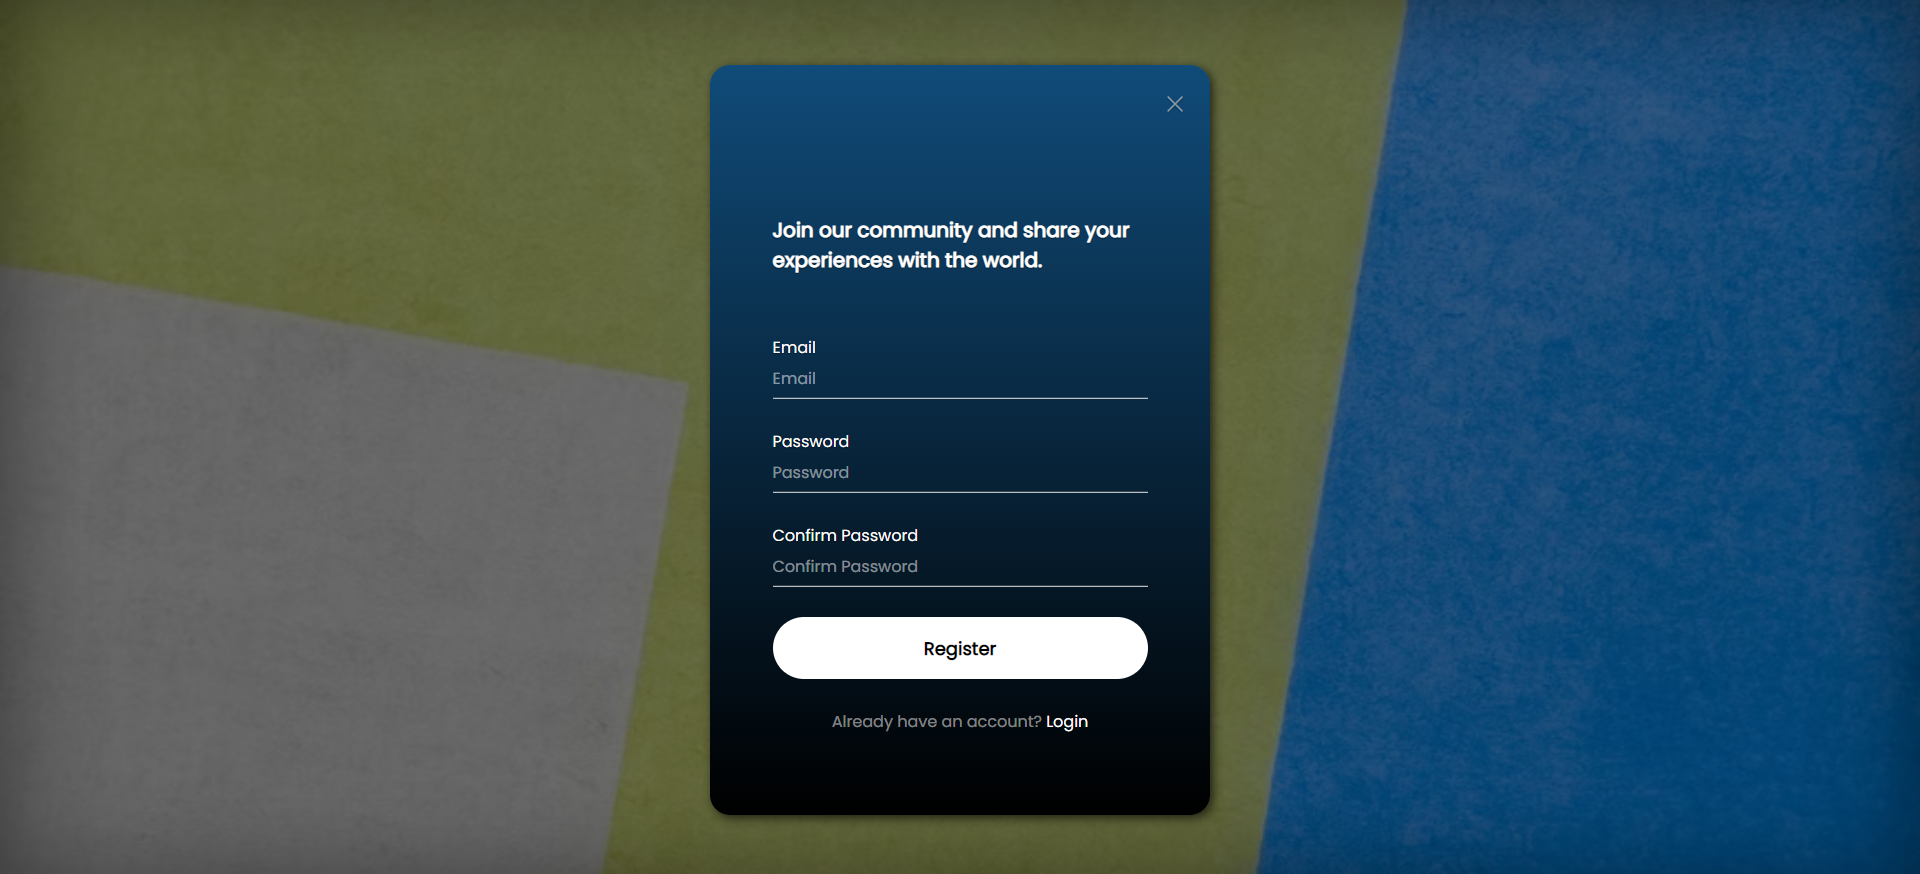 Join our community and share your
experiences with the world.
Email
Email
Password
Password
Confirm Password
Confirm Password
Register
Already have an account? Login